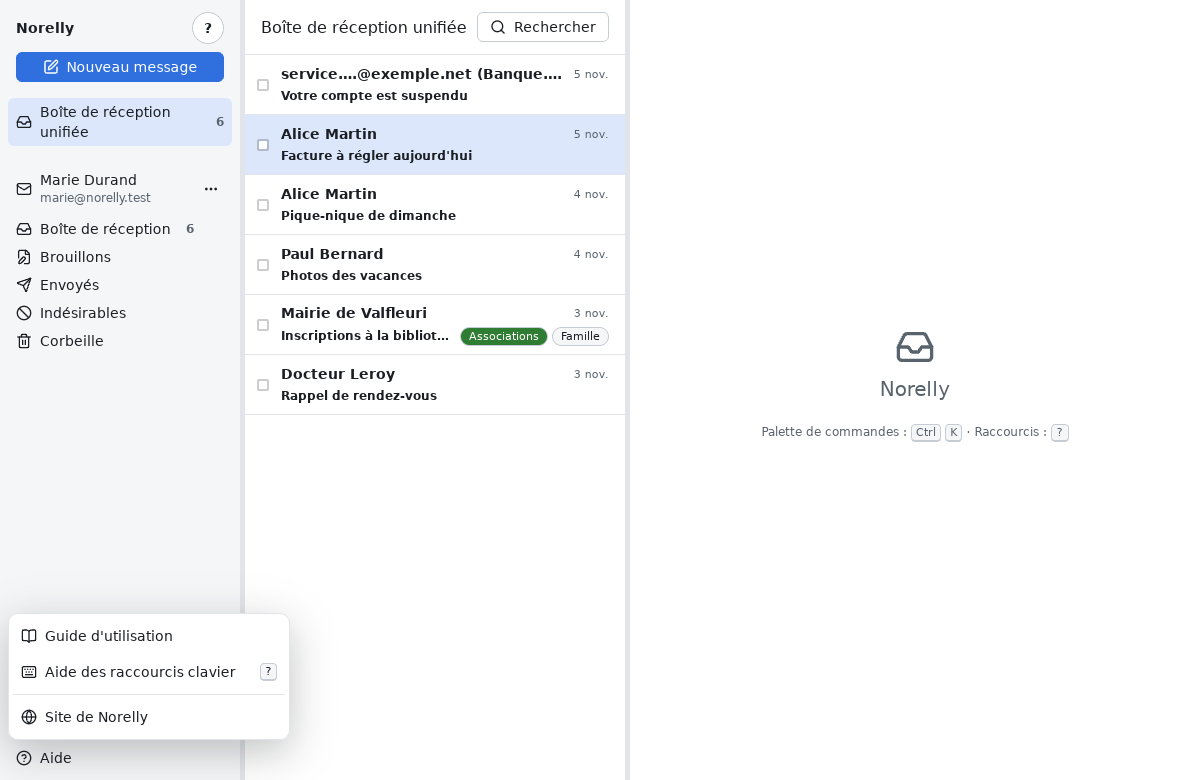 Norelly
?
Nouveau message
Boîte de réception unifiée
6
Marie Durand
marie@norelly.test
Boîte de réception 6
Brouillons
Envoyés
Indésirables
Corbeille
Guide d'utilisation
Aide des raccourcis clavier ?
Site de Norelly
Aide
Boîte de réception unifiée
Rechercher
service....@exemple.net (Banque.... 5 nov.
Votre compte est suspendu
Alice Martin 5 nov.
Facture à régler aujourd'hui
Alice Martin 4 nov.
Pique-nique de dimanche
Paul Bernard 4 nov.
Photos des vacances
Mairie de Valfleuri 3 nov.
Inscriptions à la bibliot... Associations Famille
Docteur Leroy 3 nov.
Rappel de rendez-vous
Norelly
Palette de commandes : Ctrl K · Raccourcis : ?